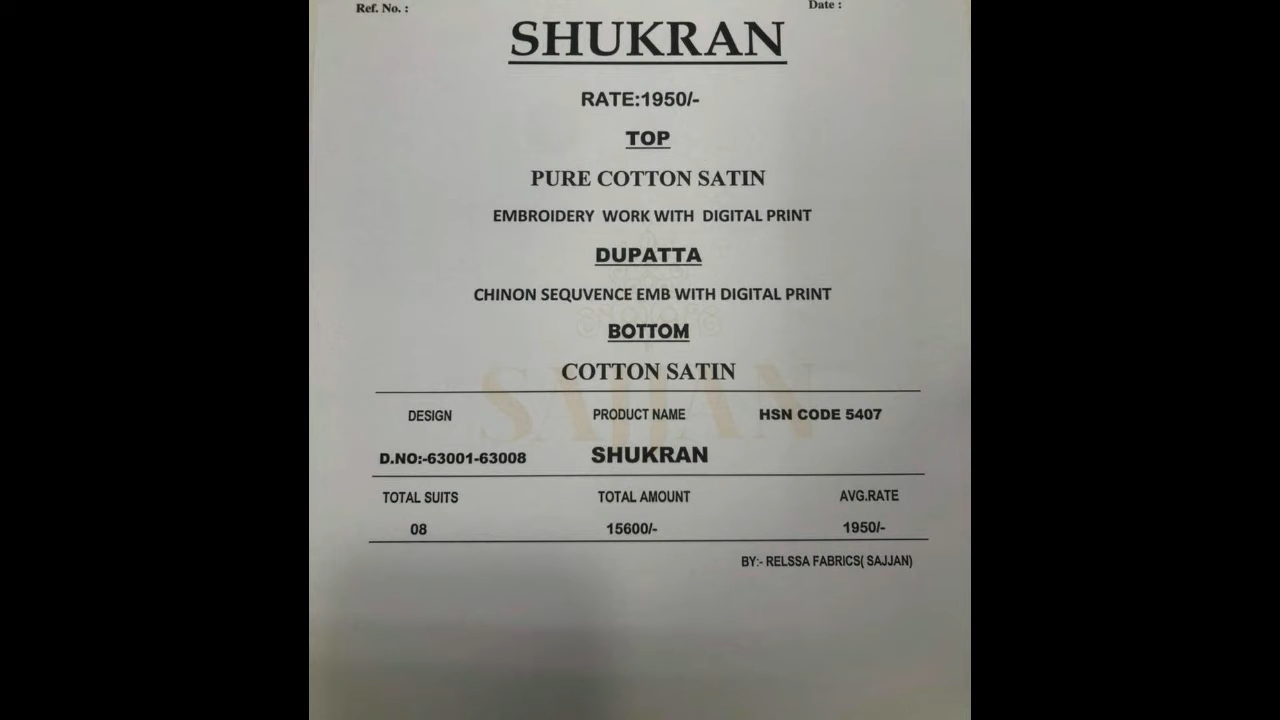 Ref. No. : Date :
SHUKRAN
RATE:1950/-
TOP
PURE COTTON SATIN
EMBROIDERY WORK WITH DIGITAL PRINT
DUPATTA
CHINON SEQUVENCE EMB WITH DIGITAL PRINT
BOTTOM
COTTON SATIN
SAJJAN
DESIGN PRODUCT NAME HSN CODE 5407
D.NO:-63001-63008 SHUKRAN
TOTAL SUITS TOTAL AMOUNT AVG.RATE
08 15600/- 1950/-
BY:- RELSSA FABRICS( SAJJAN)